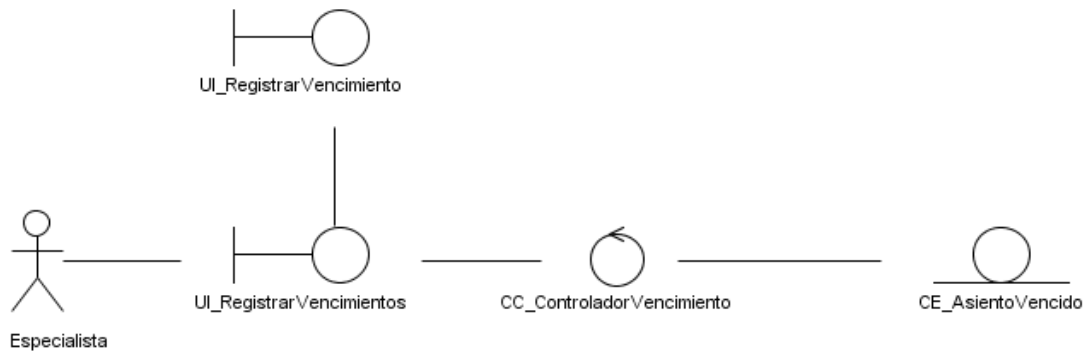 UI_RegistrarVencimiento
UI_RegistrarVencimientos
CC_ControladorVencimiento
CE_AsientoVencido
Especialista